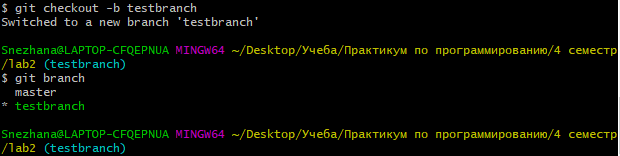 $ git checkout -b testbranch
Switched to a new branch 'testbranch'
Snezhana@LAPTOP-CFQEPNUA MINGW64 ~/Desktop/Учеба/Практикум по программированию/4 семестр
/lab2 (testbranch)
$ git branch
master
* testbranch
Snezhana@LAPTOP-CFQEPNUA MINGW64 ~/Desktop/Учеба/Практикум по программированию/4 семестр
/lab2 (testbranch)